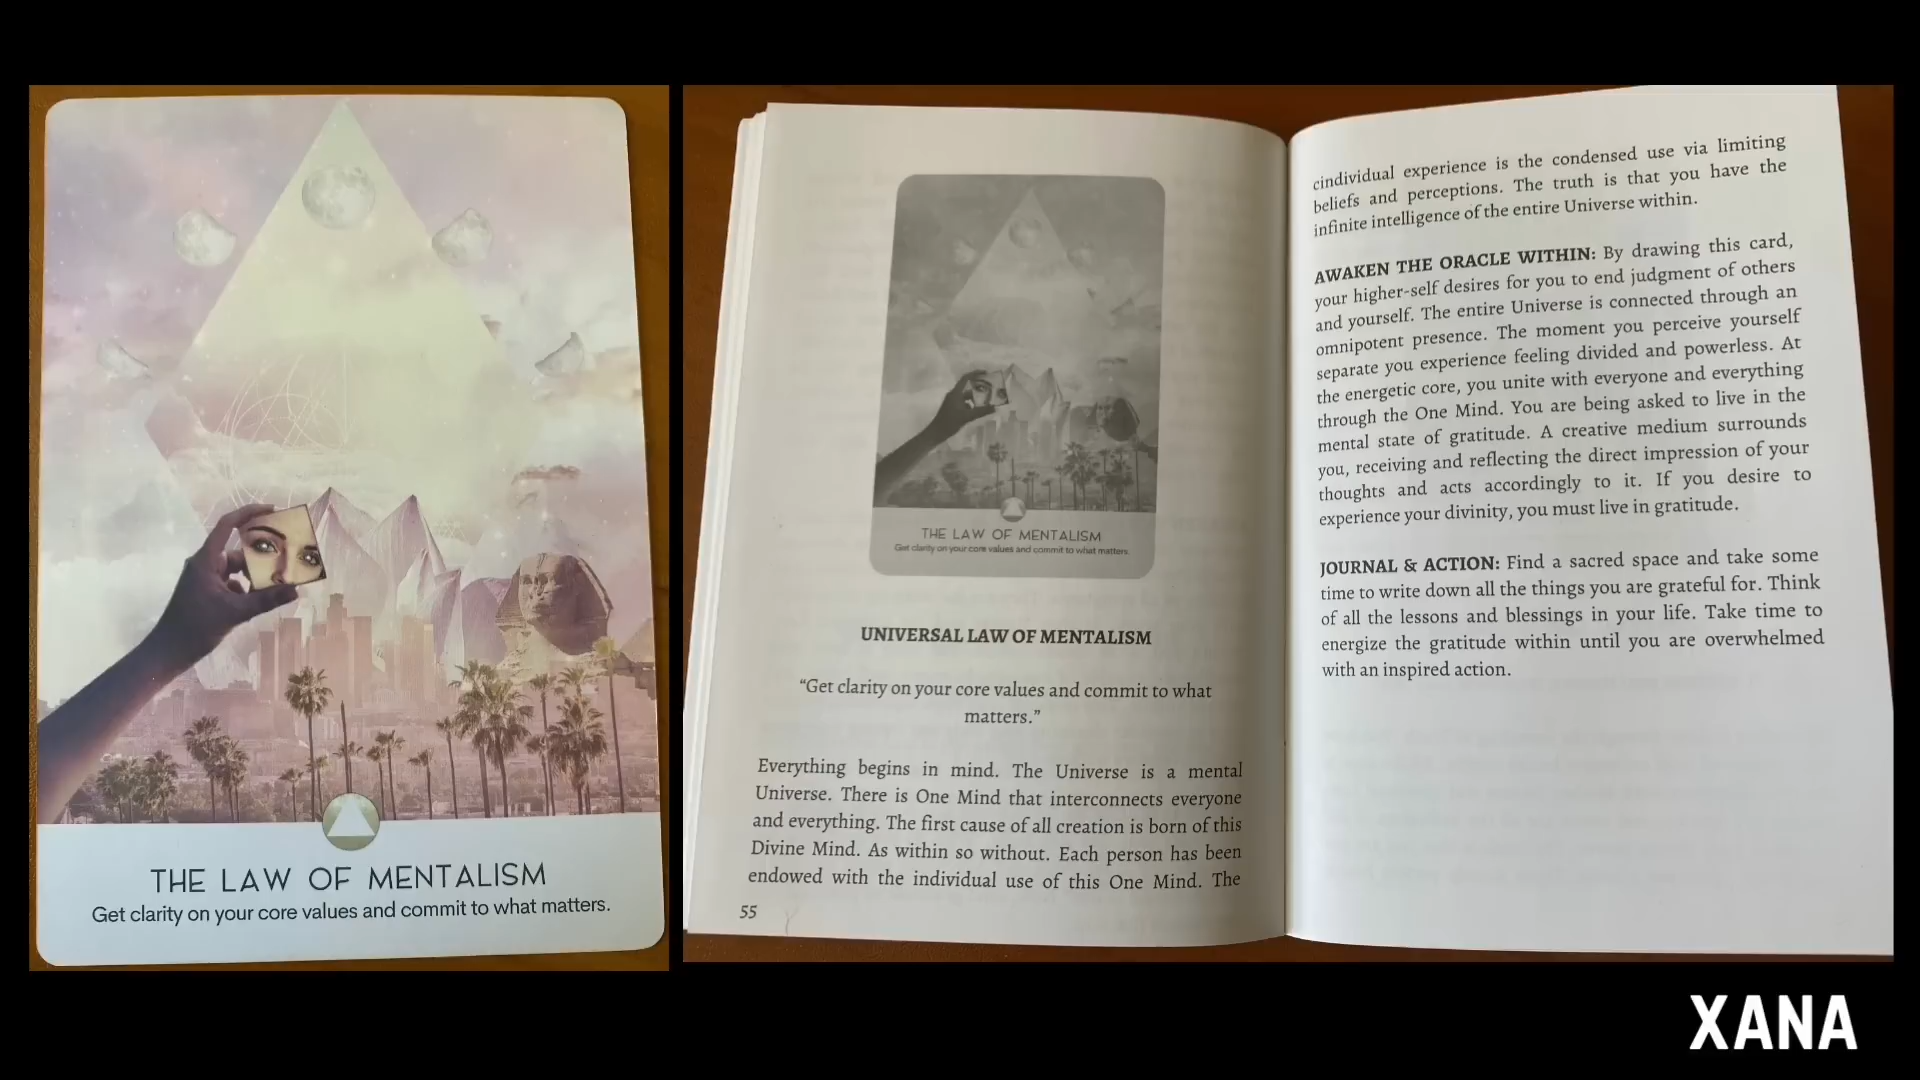 THE LAW OF MENTALISM
Get clarity on your core values and commit to what matters.
THE LAW OF MENTALISM
Get clarity on your core values and commit to what matters.
UNIVERSAL LAW OF MENTALISM
“Get clarity on your core values and commit to what
matters.”
Everything begins in mind. The Universe is a mental
Universe. There is One Mind that interconnects everyone
and everything. The first cause of all creation is born of this
Divine Mind. As within so without. Each person has been
endowed with the individual use of this One Mind. The
55
cindividual experience is the condensed use via limiting
beliefs and perceptions. The truth is that you have the
infinite intelligence of the entire Universe within.
AWAKEN THE ORACLE WITHIN: By drawing this card,
your higher-self desires for you to end judgment of others
and yourself. The entire Universe is connected through an
omnipotent presence. The moment you perceive yourself
separate you experience feeling divided and powerless. At
the energetic core, you unite with everyone and everything
through the One Mind. You are being asked to live in the
mental state of gratitude. A creative medium surrounds
you, receiving and reflecting the direct impression of your
thoughts and acts accordingly to it. If you desire to
experience your divinity, you must live in gratitude.
JOURNAL & ACTION: Find a sacred space and take some
time to write down all the things you are grateful for. Think
of all the lessons and blessings in your life. Take time to
energize the gratitude within until you are overwhelmed
with an inspired action.
XANA